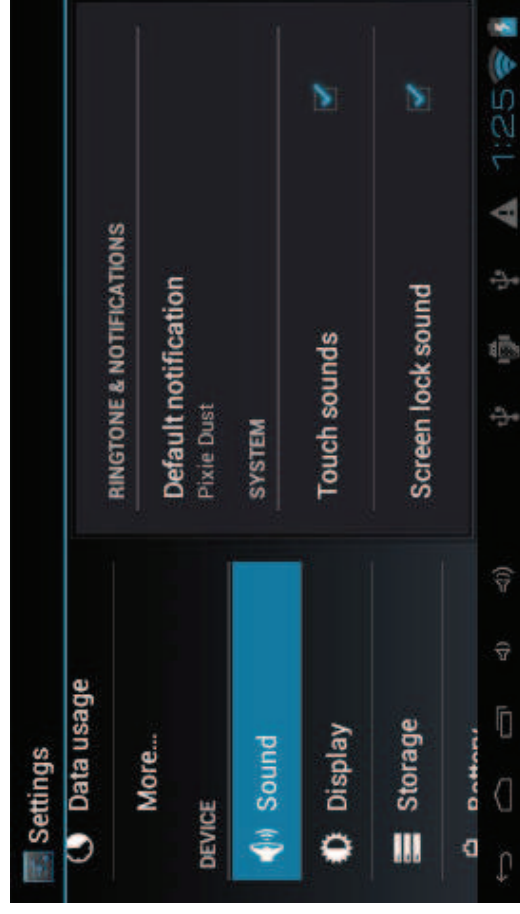 Settings
Data usage
More...
DEVICE
Sound
Display
Storage
Battery
RINGTONE & NOTIFICATIONS
Default notification
Pixie Dust
SYSTEM
Touch sounds
Screen lock sound
1:25